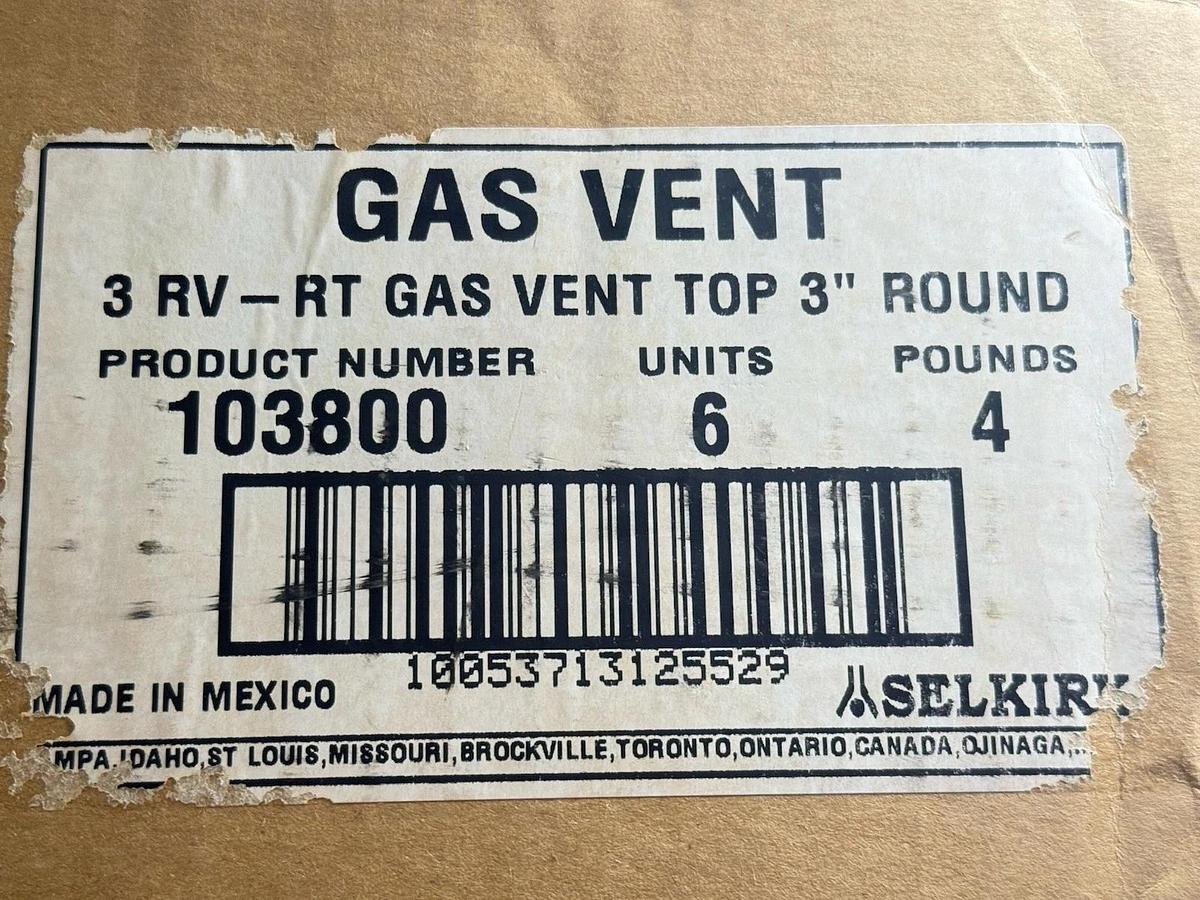 GAS VENT
3 RV-RT GAS VENT TOP 3" ROUND
PRODUCT NUMBER UNITS POUNDS
103800 6 4
10053713125529
MADE IN MEXICO SELKIRK
MPA, IDAHO, ST LOUIS, MISSOURI, BROCKVILLE, TORONTO, ONTARIO, CANADA, OJINAGA,